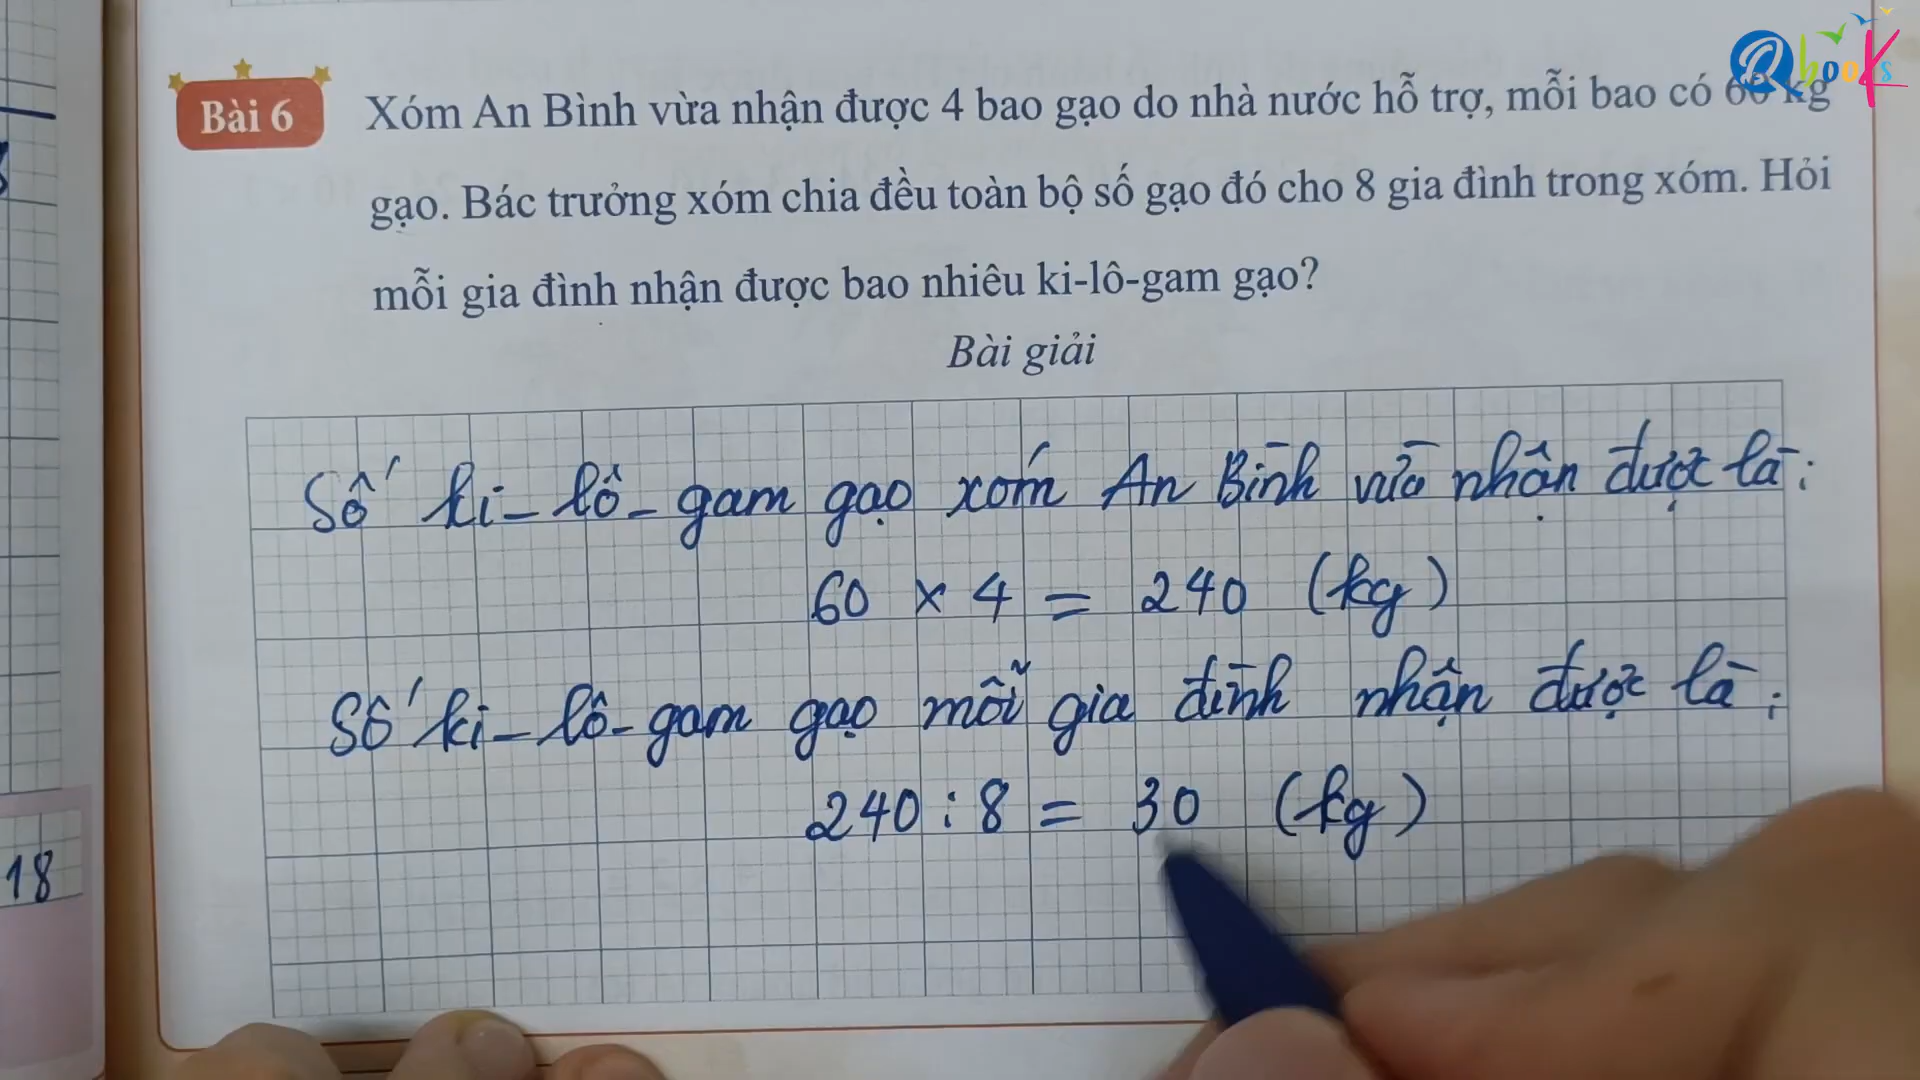 Qbooks
Bài 6
Xóm An Bình vừa nhận được 4 bao gạo do nhà nước hỗ trợ, mỗi bao có 60 kg
gạo. Bác trưởng xóm chia đều toàn bộ số gạo đó cho 8 gia đình trong xóm. Hỏi
mỗi gia đình nhận được bao nhiêu ki-lô-gam gạo?
Bài giải
Số ki-lô-gam gạo xóm An Bình vừa nhận được là:
60 × 4 = 240 (kg)
Số ki-lô-gam gạo mỗi gia đình nhận được là:
240 : 8 = 30 (kg)
18